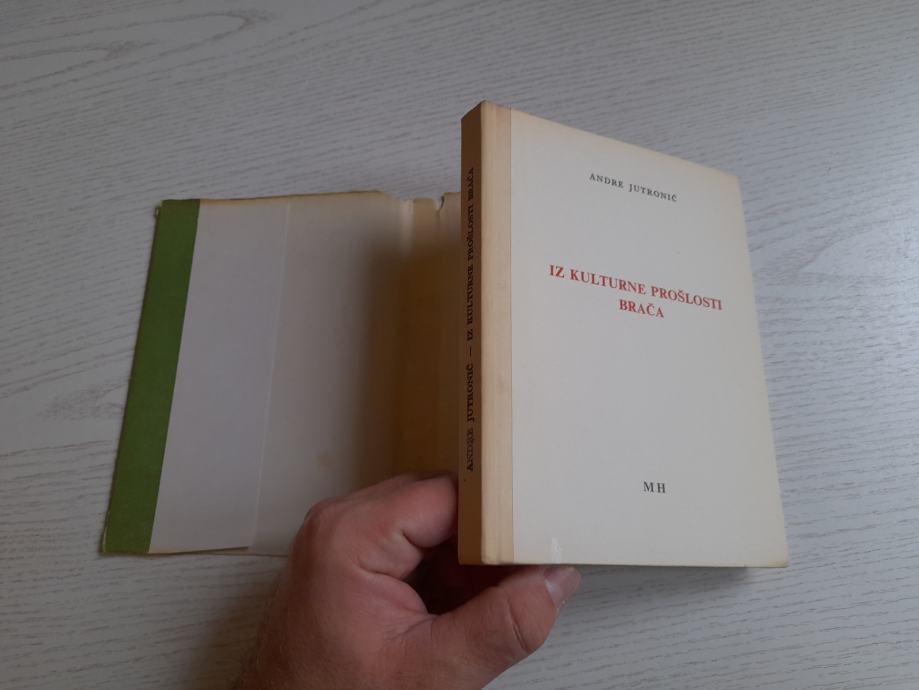 ANDRE JUTRONIĆ — IZ KULTURNE PROŠLOSTI BRAČA
ANDRE JUTRONIĆ
IZ KULTURNE PROŠLOSTI
BRAČA
MH